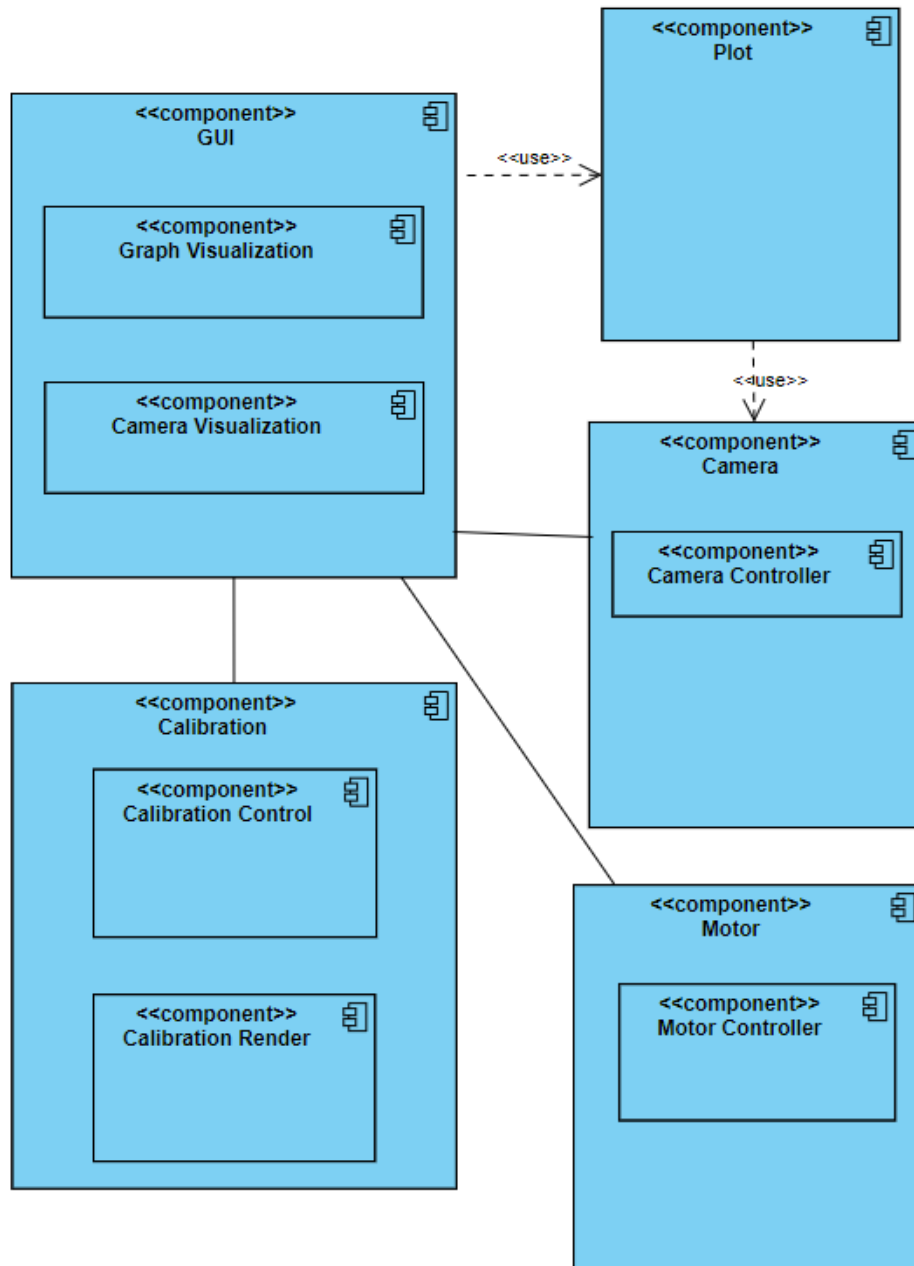 <<component>>
Plot
<<component>>
GUI
<<use>>
<<component>>
Graph Visualization
<<component>>
Camera Visualization
<<use>>
<<component>>
Camera
<<component>>
Camera Controller
<<component>>
Calibration
<<component>>
Calibration Control
<<component>>
Calibration Render
<<component>>
Motor
<<component>>
Motor Controller